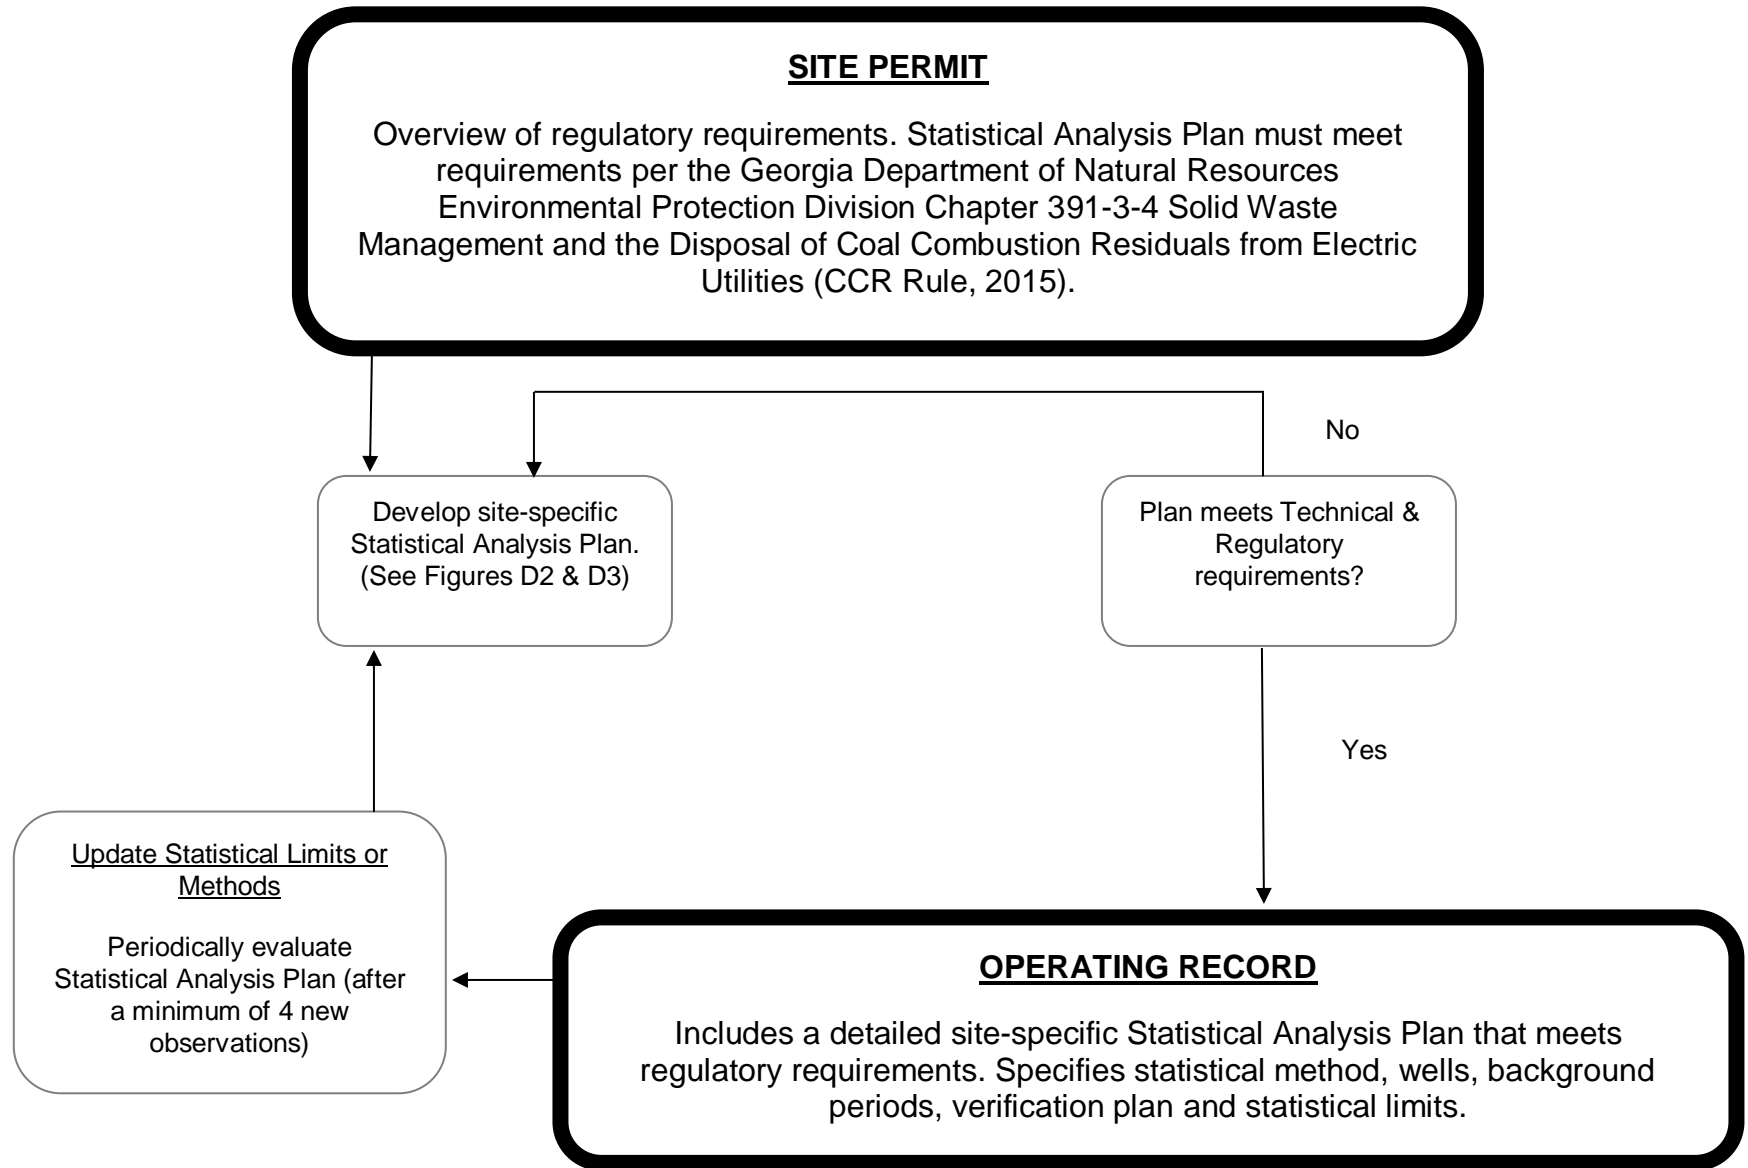 SITE PERMIT
Overview of regulatory requirements. Statistical Analysis Plan must meet
requirements per the Georgia Department of Natural Resources
Environmental Protection Division Chapter 391-3-4 Solid Waste
Management and the Disposal of Coal Combustion Residuals from Electric
Utilities (CCR Rule, 2015).
No
Develop site-specific
Statistical Analysis Plan.
(See Figures D2 & D3)
Plan meets Technical &
Regulatory
requirements?
Yes
Update Statistical Limits or
Methods
Periodically evaluate
Statistical Analysis Plan (after
a minimum of 4 new
observations)
OPERATING RECORD
Includes a detailed site-specific Statistical Analysis Plan that meets
regulatory requirements. Specifies statistical method, wells, background
periods, verification plan and statistical limits.